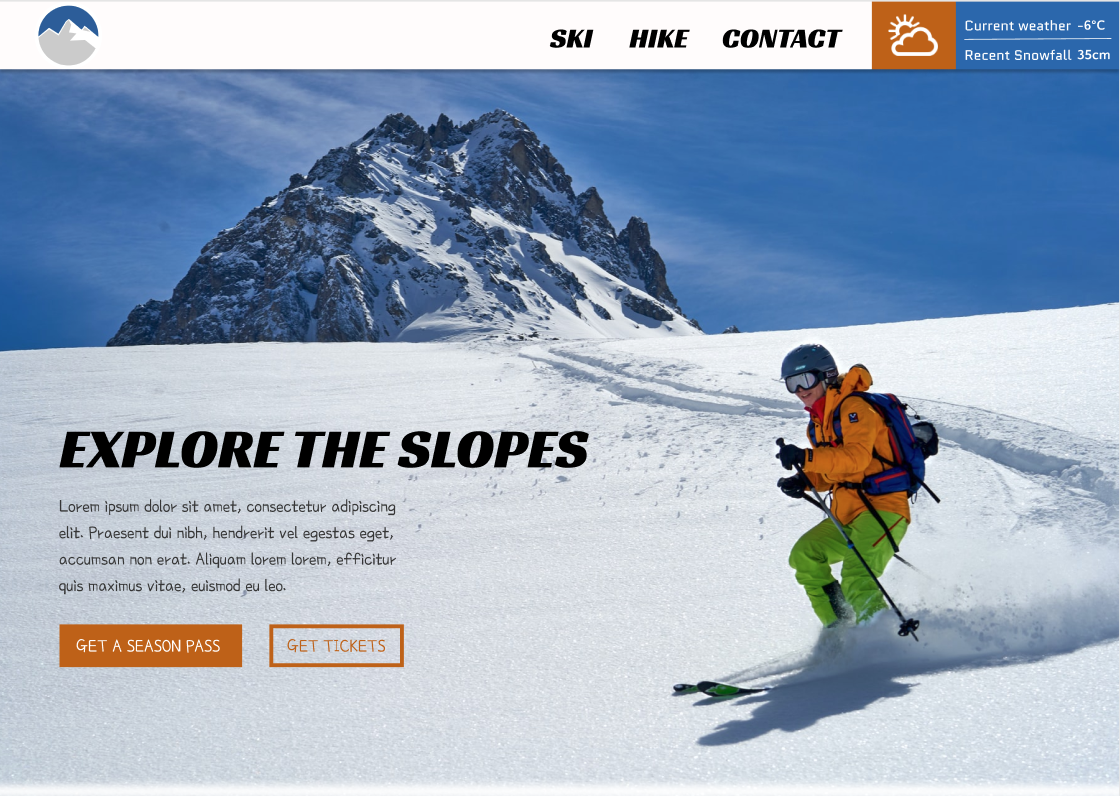 SKI HIKE CONTACT
Current weather -6°C
Recent Snowfall 35cm
EXPLORE THE SLOPES
Lorem ipsum dolor sit amet, consectetur adipiscing
elit. Praesent dui nibh, hendrerit vel egestas eget,
accumsan non erat. Aliquam lorem lorem, efficitur
quis maximus vitae, euismod eu leo.
GET A SEASON PASS GET TICKETS